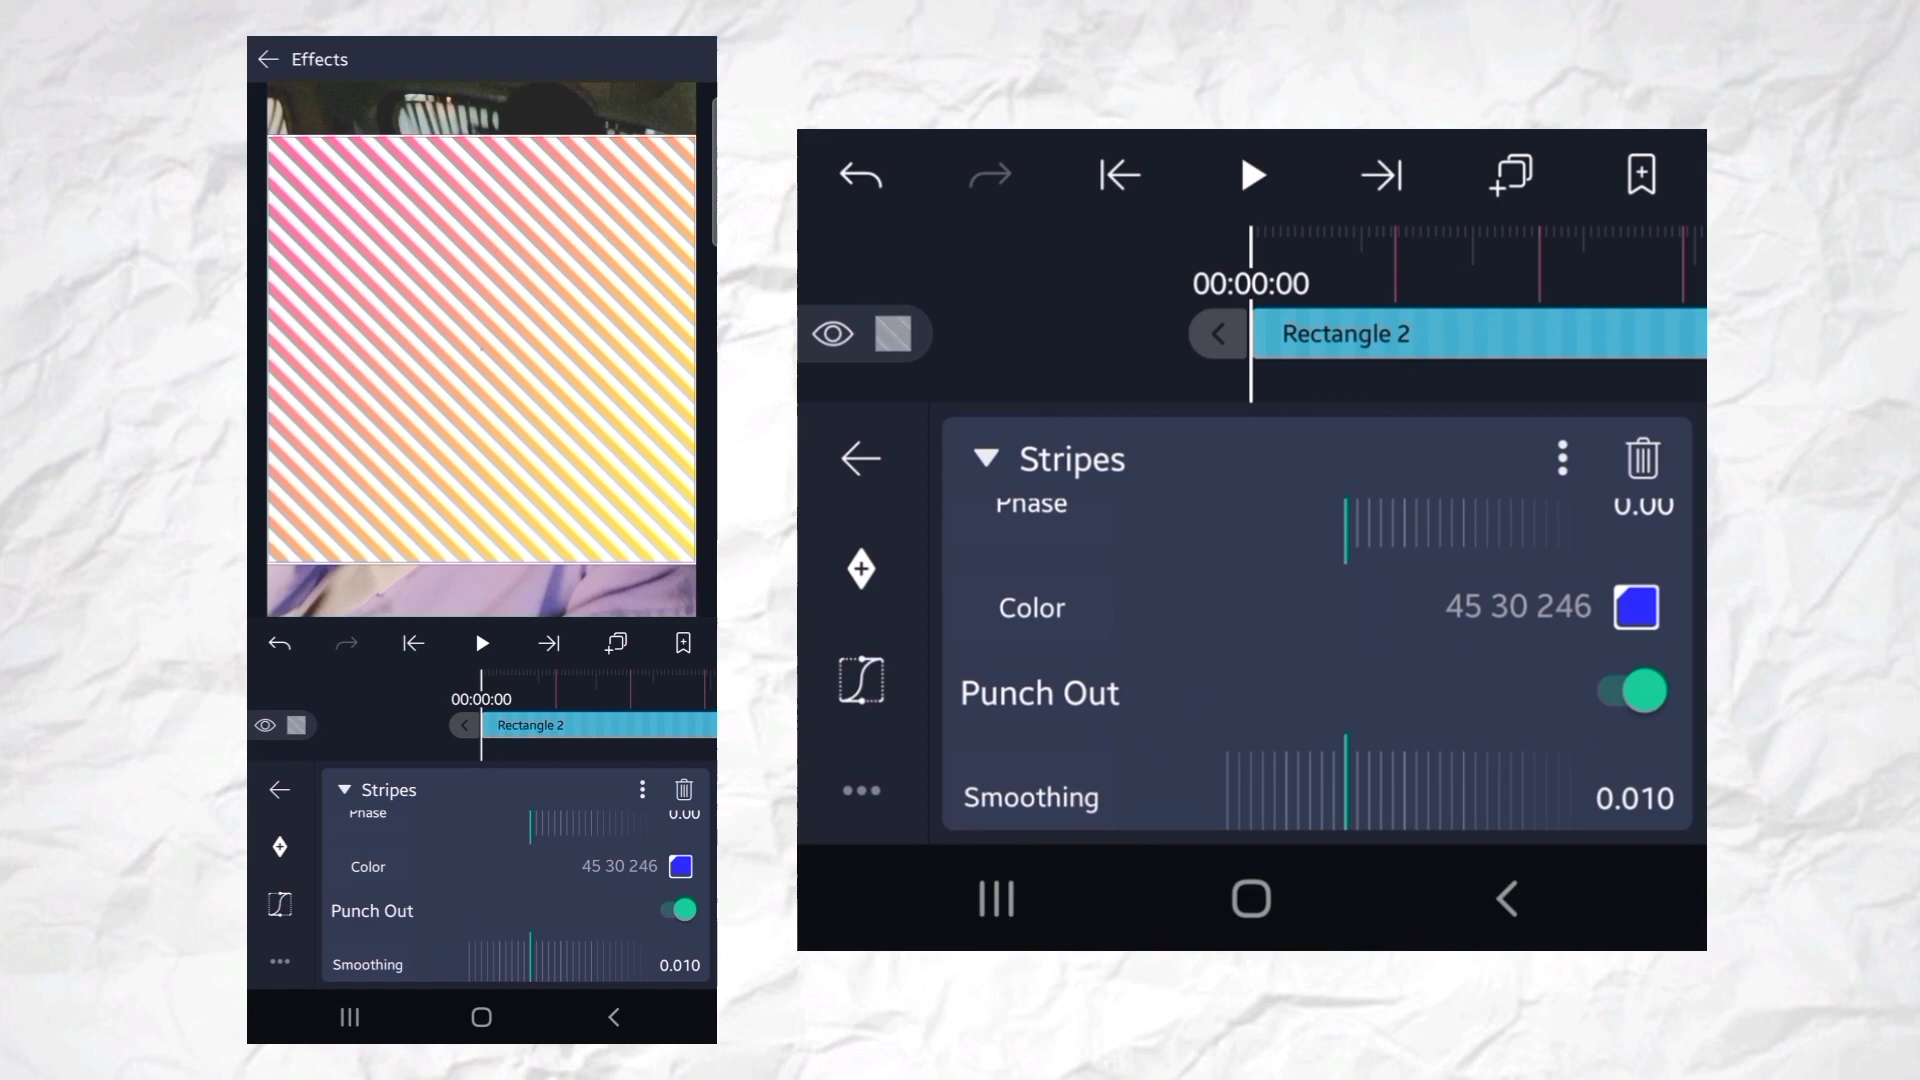 Effects
00:00:00
Rectangle 2
Stripes
Phase 0.00
Color 45 30 246
Punch Out
Smoothing 0.010
00:00:00
Rectangle 2
Stripes
Phase 0.00
Color 45 30 246
Punch Out
Smoothing 0.010